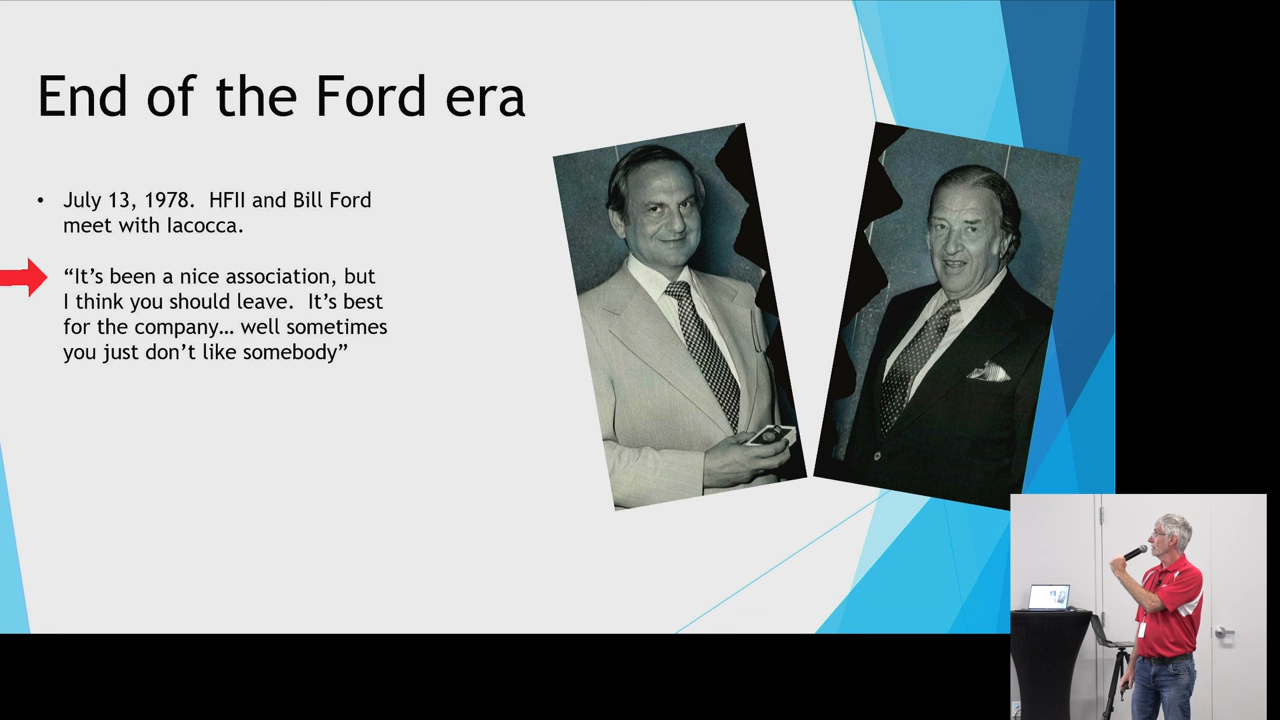 End of the Ford era
• July 13, 1978.  HFII and Bill Ford
meet with Iacocca.
“It’s been a nice association, but
I think you should leave.  It’s best
for the company… well sometimes
you just don’t like somebody”